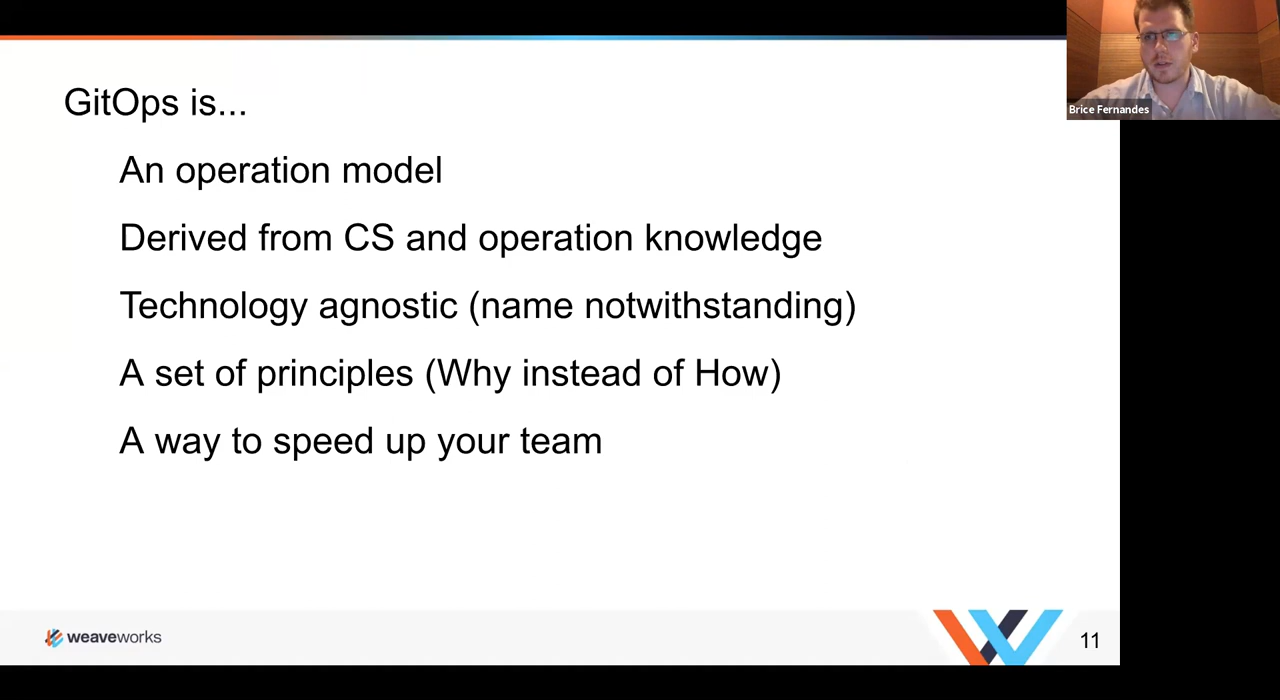 Brice Fernandes
GitOps is...
An operation model
Derived from CS and operation knowledge
Technology agnostic (name notwithstanding)
A set of principles (Why instead of How)
A way to speed up your team
weaveworks
11